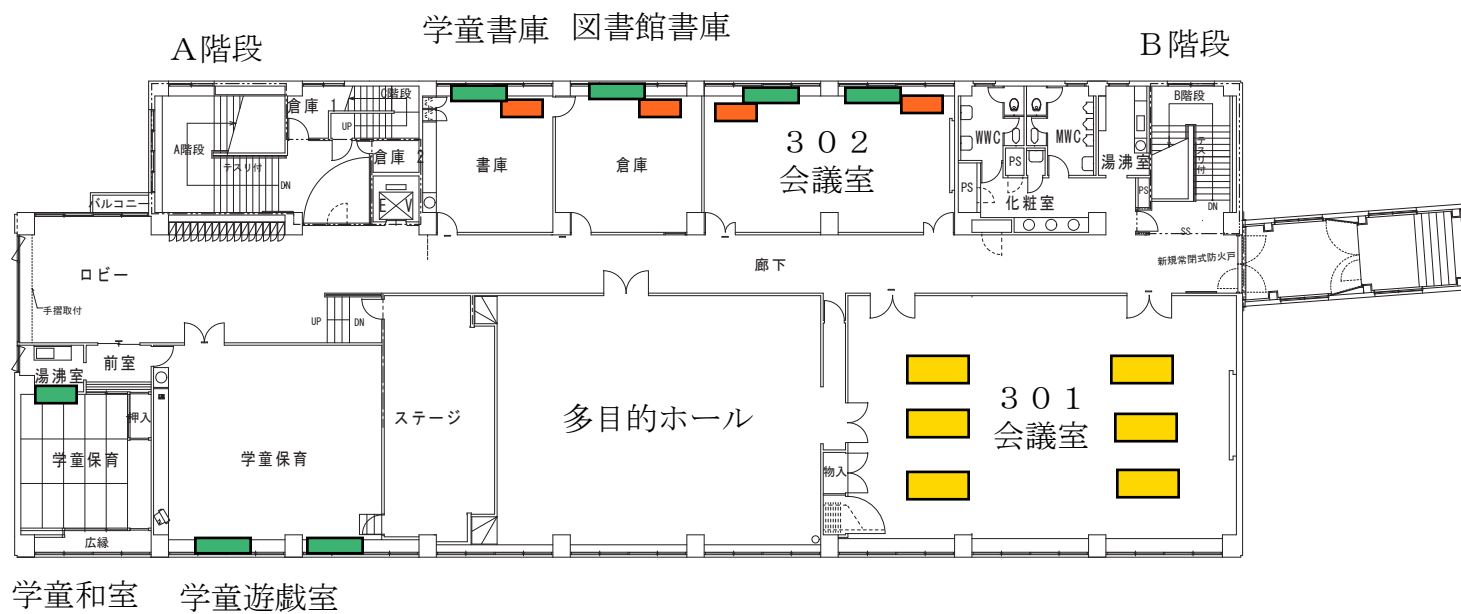 学童書庫 図書館書庫
A階段
B階段
倉庫 1
C階段
UP
A階段
テスリ付
DN
倉庫 2
E V
バルコニー
書庫
倉庫
302
会議室
WWC
MWC
PS
PS
化粧室
湯沸室
B階段
テスリ付
PS
DN
SS
ロビー
手摺取付
廊下
新規常閉式防火戸
UP
DN
湯沸室
前室
押入
学童保育
広縁
学童保育
ステージ
多目的ホール
物入
301
会議室
学童和室
学童遊戯室